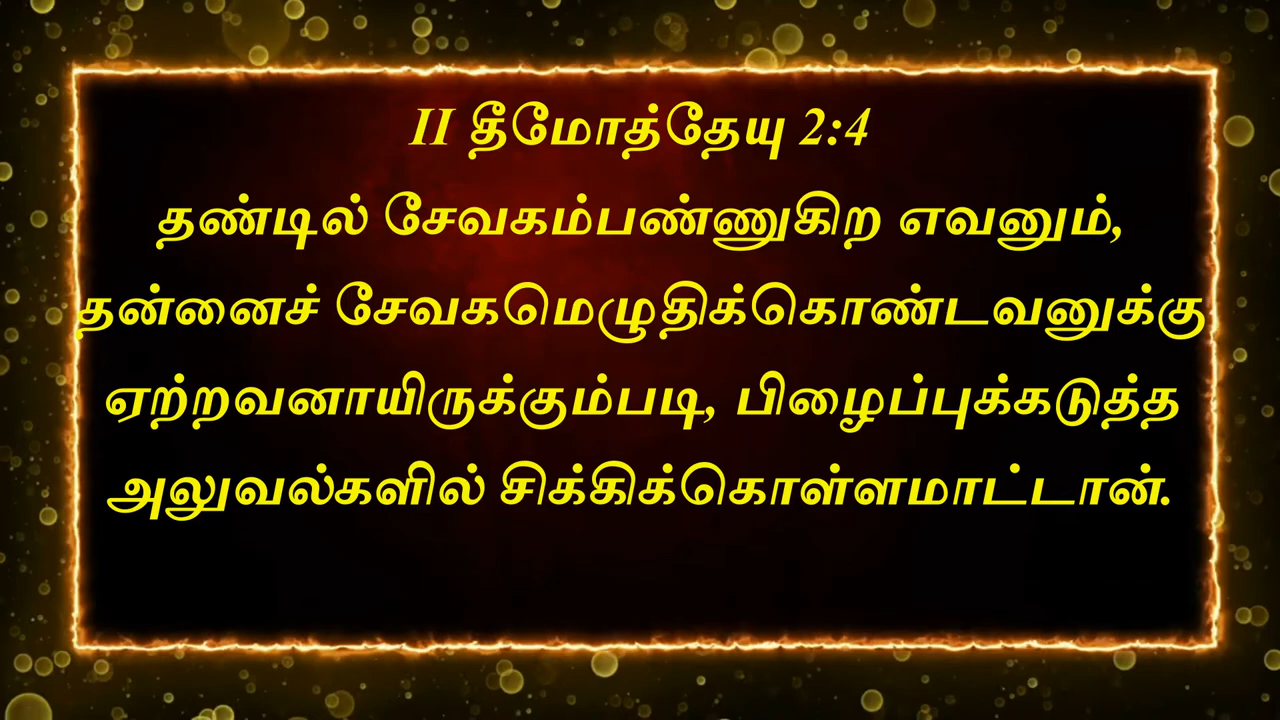 II தீமோத்தேயு 2:4
தண்டில் சேவகம்பண்ணுகிற எவனும்,
தன்னைச் சேவகமெழுதிக்கொண்டவனுக்கு
ஏற்றவனாயிருக்கும்படி, பிழைப்புக்கடுத்த
அலுவல்களில் சிக்கிக்கொள்ளமாட்டான்.